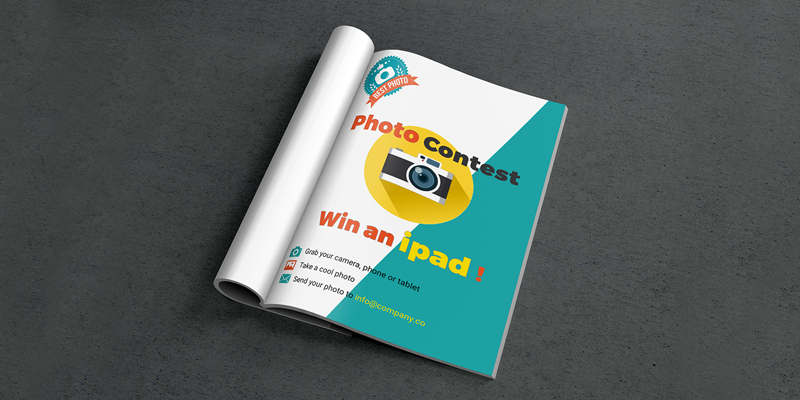 BEST PHOTO
Photo Contest
Win an ipad !
Grab your camera, phone or tablet
Take a cool photo
Send your photo to info@company.co